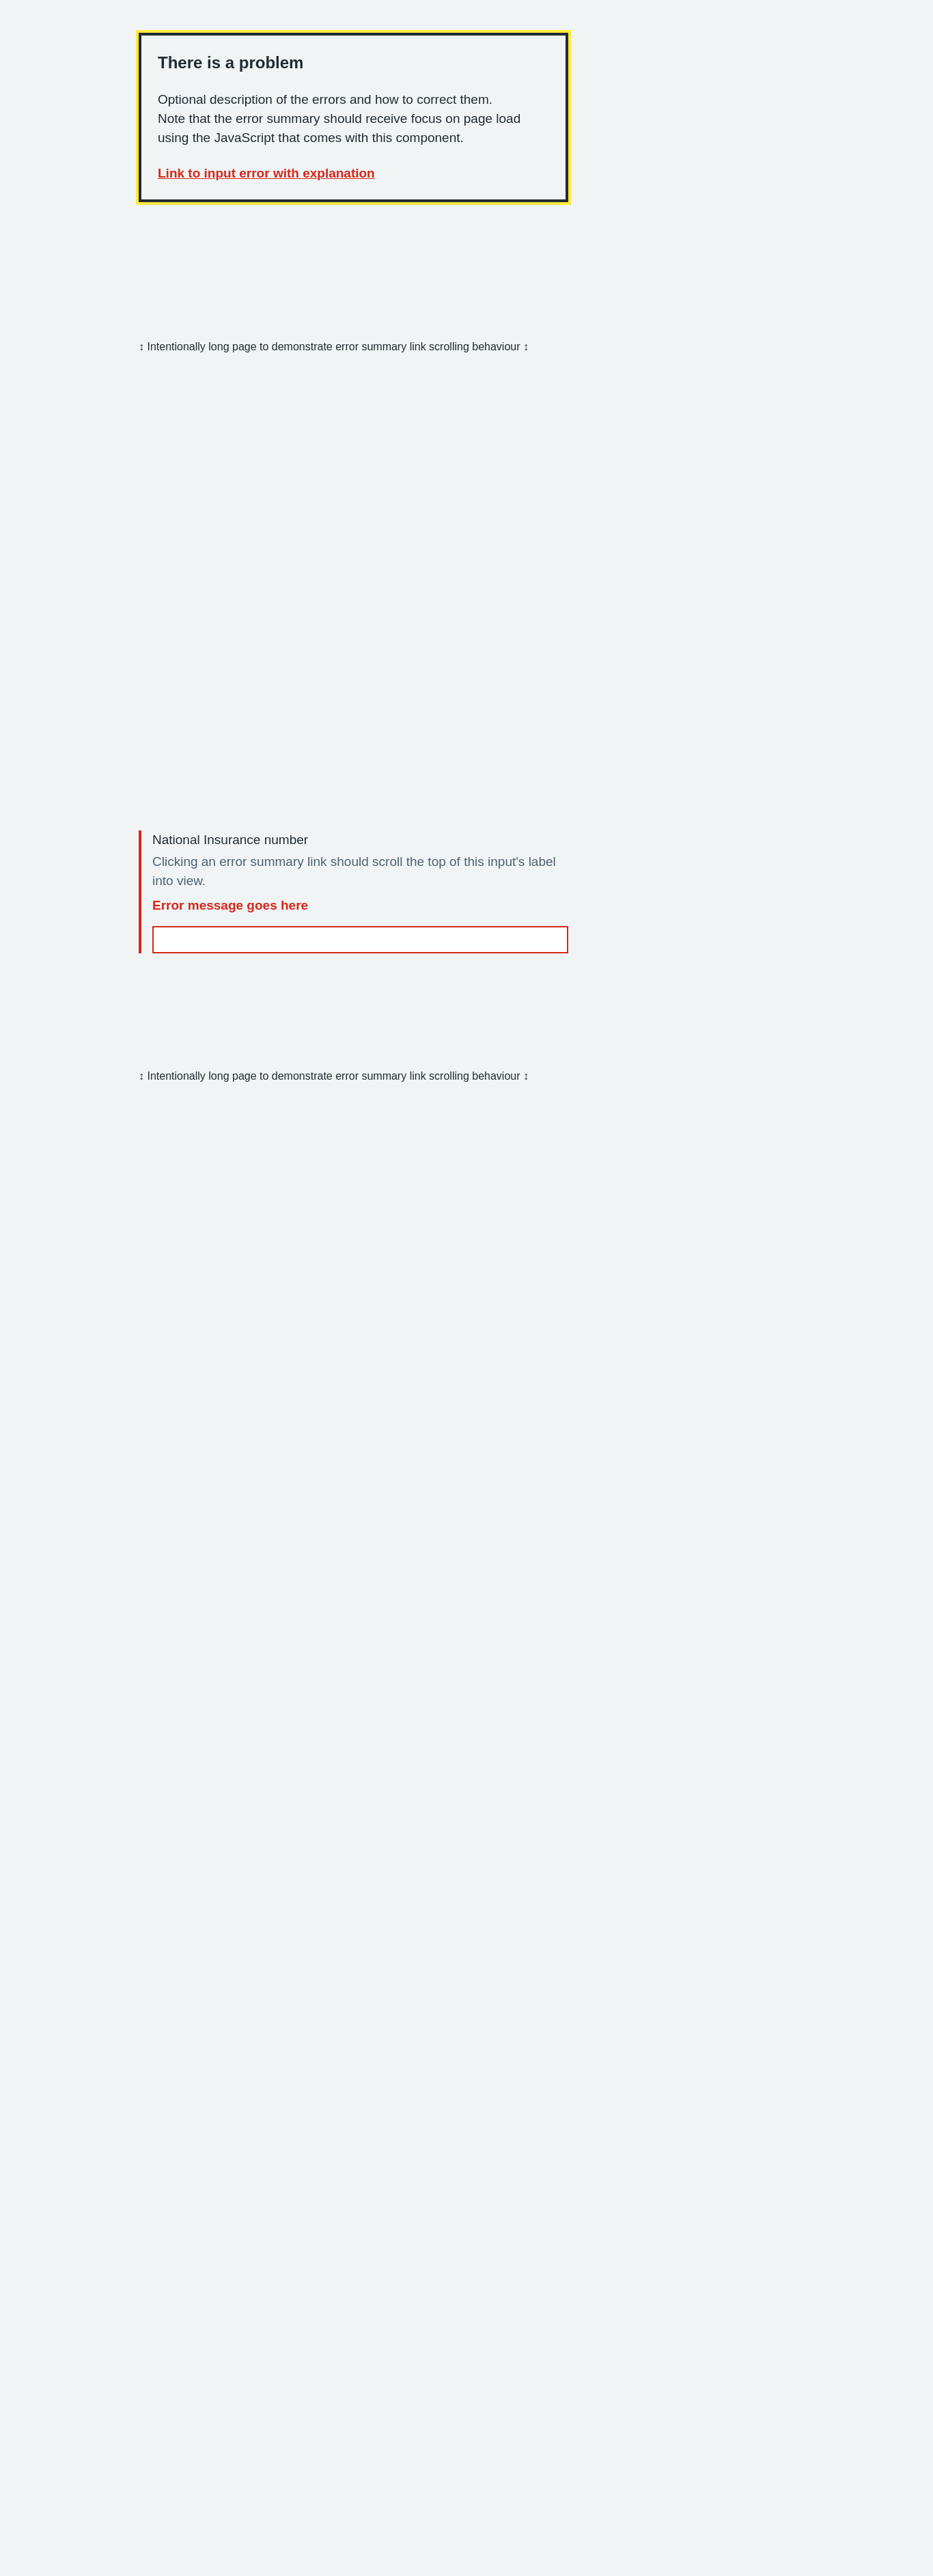 There is a problem
Optional description of the errors and how to correct them.
Note that the error summary should receive focus on page load
using the JavaScript that comes with this component.
Link to input error with explanation
↕ Intentionally long page to demonstrate error summary link scrolling behaviour ↕
National Insurance number
Clicking an error summary link should scroll the top of this input's label
into view.
Error message goes here
↕ Intentionally long page to demonstrate error summary link scrolling behaviour ↕